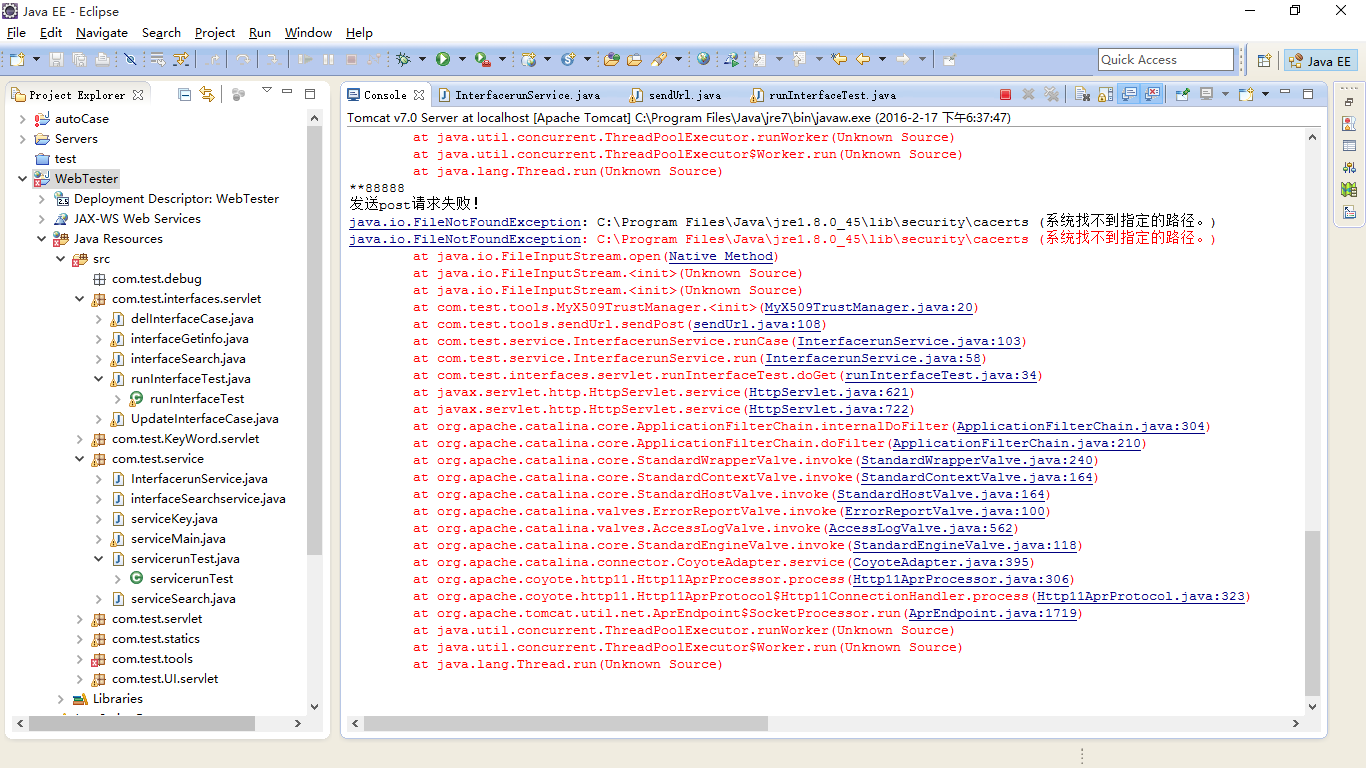 Java EE - Eclipse
File Edit Navigate Search Project Run Window Help
Quick Access
Java EE
Project Explorer
autoCase
Servers
test
WebTester
Deployment Descriptor: WebTester
JAX-WS Web Services
Java Resources
src
com.test.debug
com.test.interfaces.servlet
delInterfaceCase.java
interfaceGetinfo.java
interfaceSearch.java
runInterfaceTest.java
runInterfaceTest
UpdateInterfaceCase.java
com.test.KeyWord.servlet
com.test.service
InterfacerunService.java
interfaceSearchservice.java
serviceKey.java
serviceMain.java
servicerunTest.java
servicerunTest
serviceSearch.java
com.test.servlet
com.test.statics
com.test.tools
com.test.UI.servlet
Libraries
Console InterfacerunService.java sendUrl.java runInterfaceTest.java
Tomcat v7.0 Server at localhost [Apache Tomcat] C:\Program Files\Java\jre7\bin\javaw.exe (2016-2-17 下午6:37:47)
at java.util.concurrent.ThreadPoolExecutor.runWorker(Unknown Source)
at java.util.concurrent.ThreadPoolExecutor$Worker.run(Unknown Source)
at java.lang.Thread.run(Unknown Source)
**88888
发送post请求失败!
java.io.FileNotFoundException: C:\Program Files\Java\jre1.8.0_45\lib\security\cacerts (系统找不到指定的路径。)
java.io.FileNotFoundException: C:\Program Files\Java\jre1.8.0_45\lib\security\cacerts (系统找不到指定的路径。)
at java.io.FileInputStream.open(Native Method)
at java.io.FileInputStream.<init>(Unknown Source)
at java.io.FileInputStream.<init>(Unknown Source)
at com.test.tools.MyX509TrustManager.<init>(MyX509TrustManager.java:20)
at com.test.tools.sendUrl.sendPost(sendUrl.java:108)
at com.test.service.InterfacerunService.runCase(InterfacerunService.java:103)
at com.test.service.InterfacerunService.run(InterfacerunService.java:58)
at com.test.interfaces.servlet.runInterfaceTest.doGet(runInterfaceTest.java:34)
at javax.servlet.http.HttpServlet.service(HttpServlet.java:621)
at javax.servlet.http.HttpServlet.service(HttpServlet.java:722)
at org.apache.catalina.core.ApplicationFilterChain.internalDoFilter(ApplicationFilterChain.java:304)
at org.apache.catalina.core.ApplicationFilterChain.doFilter(ApplicationFilterChain.java:210)
at org.apache.catalina.core.StandardWrapperValve.invoke(StandardWrapperValve.java:240)
at org.apache.catalina.core.StandardContextValve.invoke(StandardContextValve.java:164)
at org.apache.catalina.core.StandardHostValve.invoke(StandardHostValve.java:164)
at org.apache.catalina.valves.ErrorReportValve.invoke(ErrorReportValve.java:100)
at org.apache.catalina.valves.AccessLogValve.invoke(AccessLogValve.java:562)
at org.apache.catalina.core.StandardEngineValve.invoke(StandardEngineValve.java:118)
at org.apache.catalina.connector.CoyoteAdapter.service(CoyoteAdapter.java:395)
at org.apache.coyote.http11.Http11AprProcessor.process(Http11AprProcessor.java:306)
at org.apache.coyote.http11.Http11AprProtocol$Http11ConnectionHandler.process(Http11AprProtocol.java:323)
at org.apache.tomcat.util.net.AprEndpoint$SocketProcessor.run(AprEndpoint.java:1719)
at java.util.concurrent.ThreadPoolExecutor.runWorker(Unknown Source)
at java.util.concurrent.ThreadPoolExecutor$Worker.run(Unknown Source)
at java.lang.Thread.run(Unknown Source)